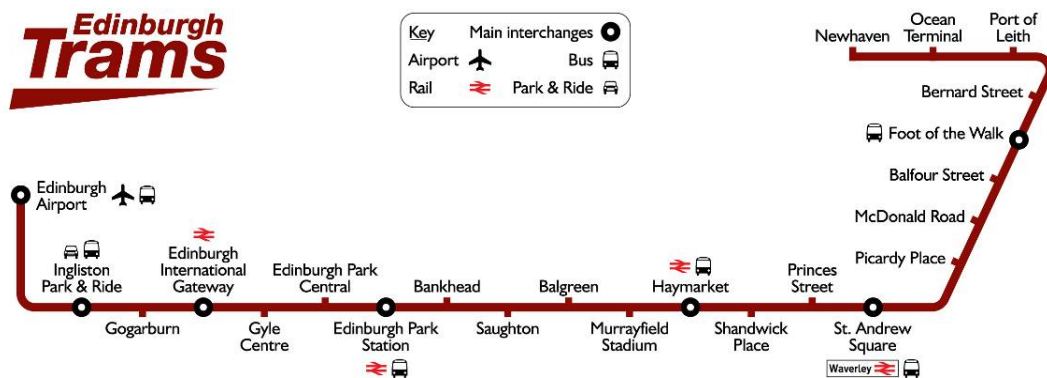 Edinburgh
Trams
Key
Main interchanges
Airport
Bus
Rail
Park & Ride
Newhaven
Ocean
Terminal
Port of
Leith
Bernard Street
Foot of the Walk
Balfour Street
McDonald Road
Picardy Place
Edinburgh
Airport
Ingliston
Park & Ride
Gogarburn
Edinburgh
International
Gateway
Gyle
Centre
Edinburgh Park
Central
Edinburgh Park
Station
Bankhead
Saughton
Balgreen
Murrayfield
Stadium
Haymarket
Shandwick
Place
Princes
Street
St. Andrew
Square
Waverley